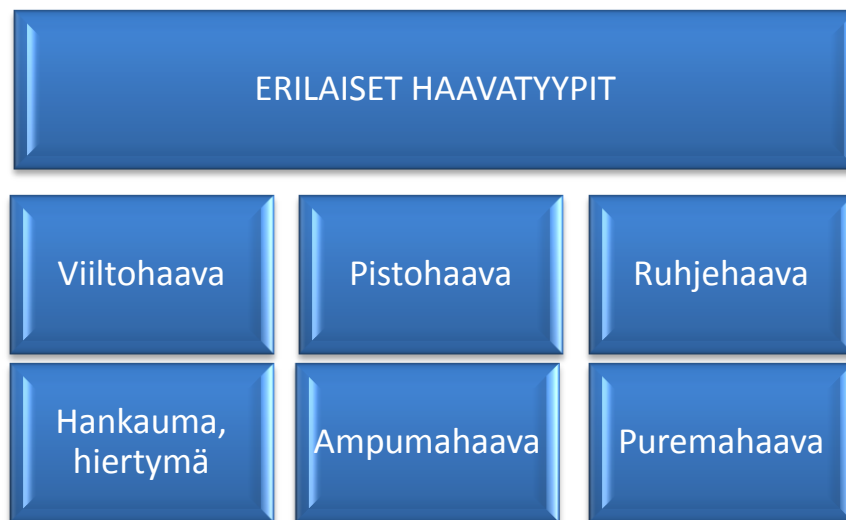 ERILAISET HAAVATYYPIT
Viiltohaava
Pistohaava
Ruhjehaava
Hankauma,
hiertymä
Ampumahaava
Puremahaava